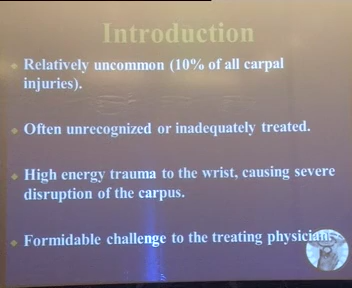 Introduction
Relatively uncommon (10% of all carpal
injuries).
Often unrecognized or inadequately treated.
High energy trauma to the wrist, causing severe
disruption of the carpus.
Formidable challenge to the treating physician.